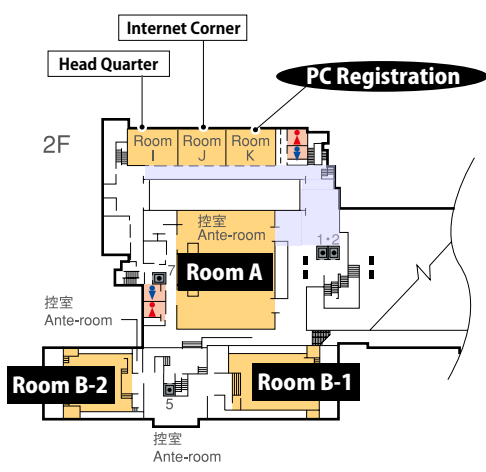 Internet Corner
Head Quarter
PC Registration
2F
Room
I
Room
J
Room
K
控室
Ante-room
1・2
7
Room A
控室
Ante-room
Room B-2
Room B-1
5
控室
Ante-room